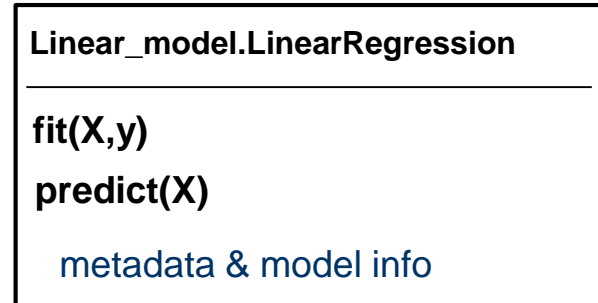 Linear_model.LinearRegression
fit(X,y)
predict(X)
metadata & model info